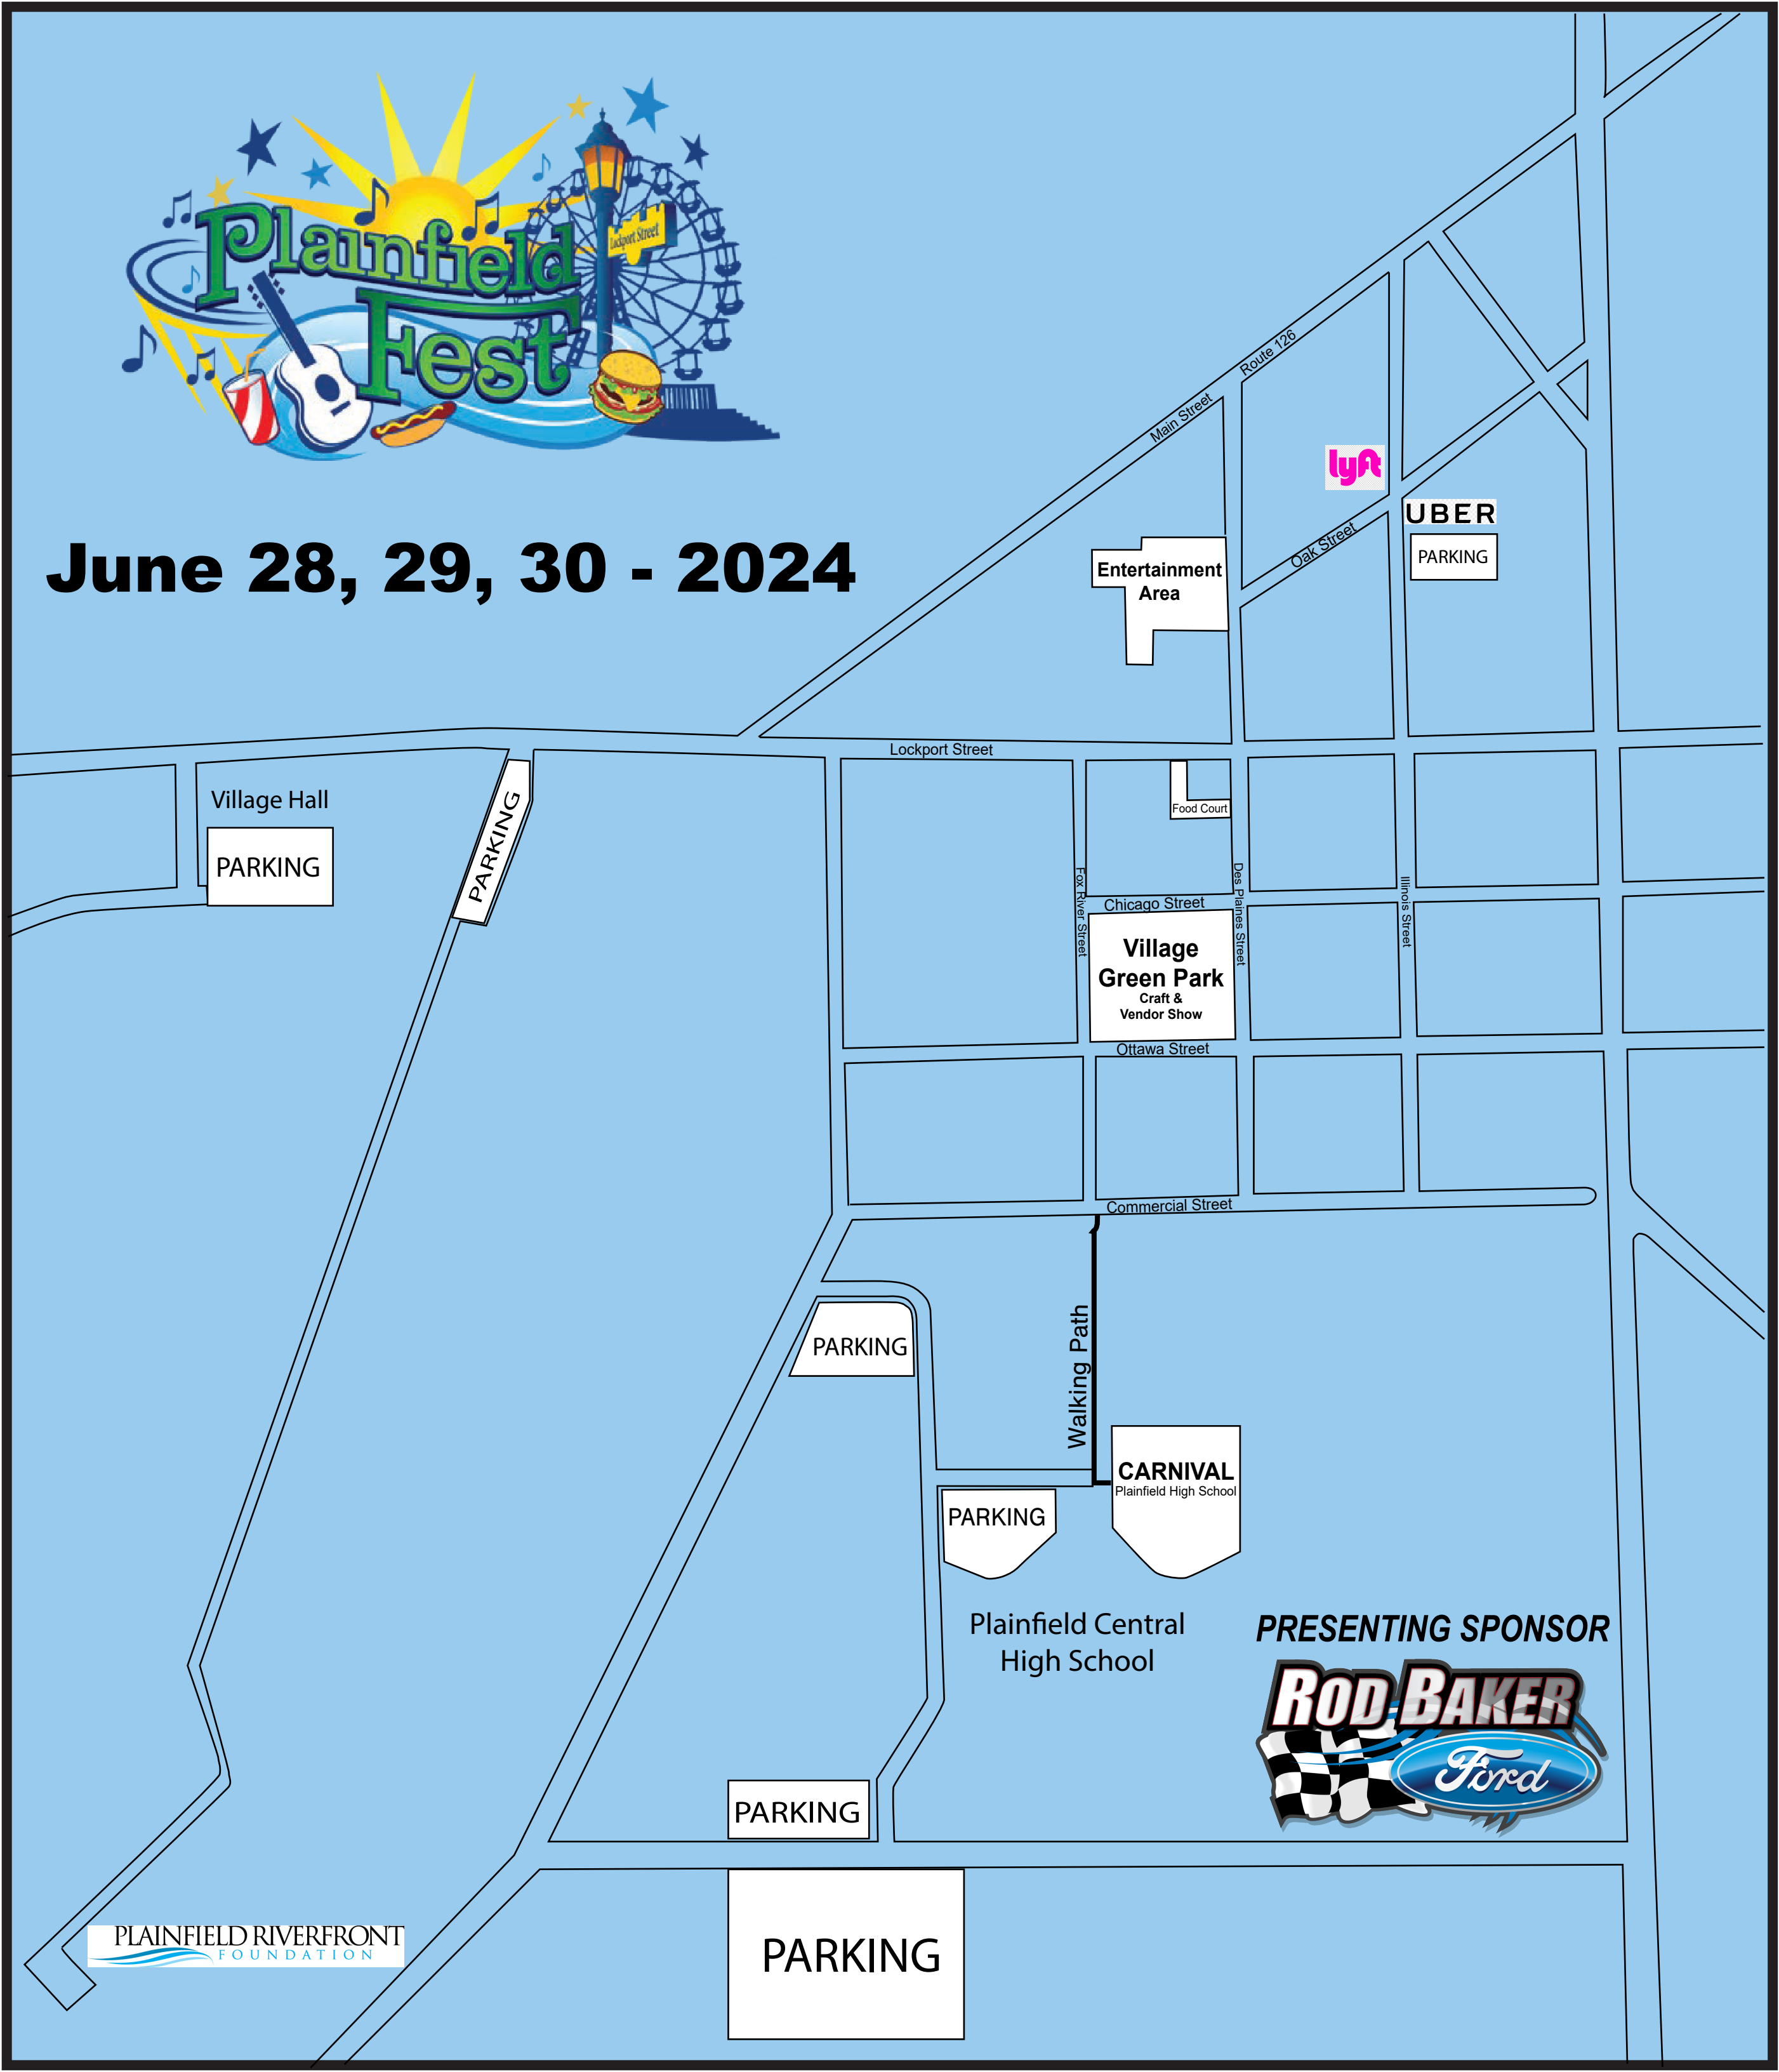 Plainfield
Fest
Lockport Street
June 28, 29, 30 - 2024
Route 126
Main Street
lyft
UBER
PARKING
Oak Street
Entertainment
Area
Lockport Street
Village Hall
PARKING
PARKING
Food Court
Fox River Street
Des Plaines Street
Illinois Street
Chicago Street
Village
Green Park
Craft &
Vendor Show
Ottawa Street
Commercial Street
Walking Path
PARKING
CARNIVAL
Plainfield High School
PARKING
Plainfield Central
High School
PRESENTING SPONSOR
ROD BAKER
Ford
PARKING
PARKING
PLAINFIELD RIVERFRONT
FOUNDATION